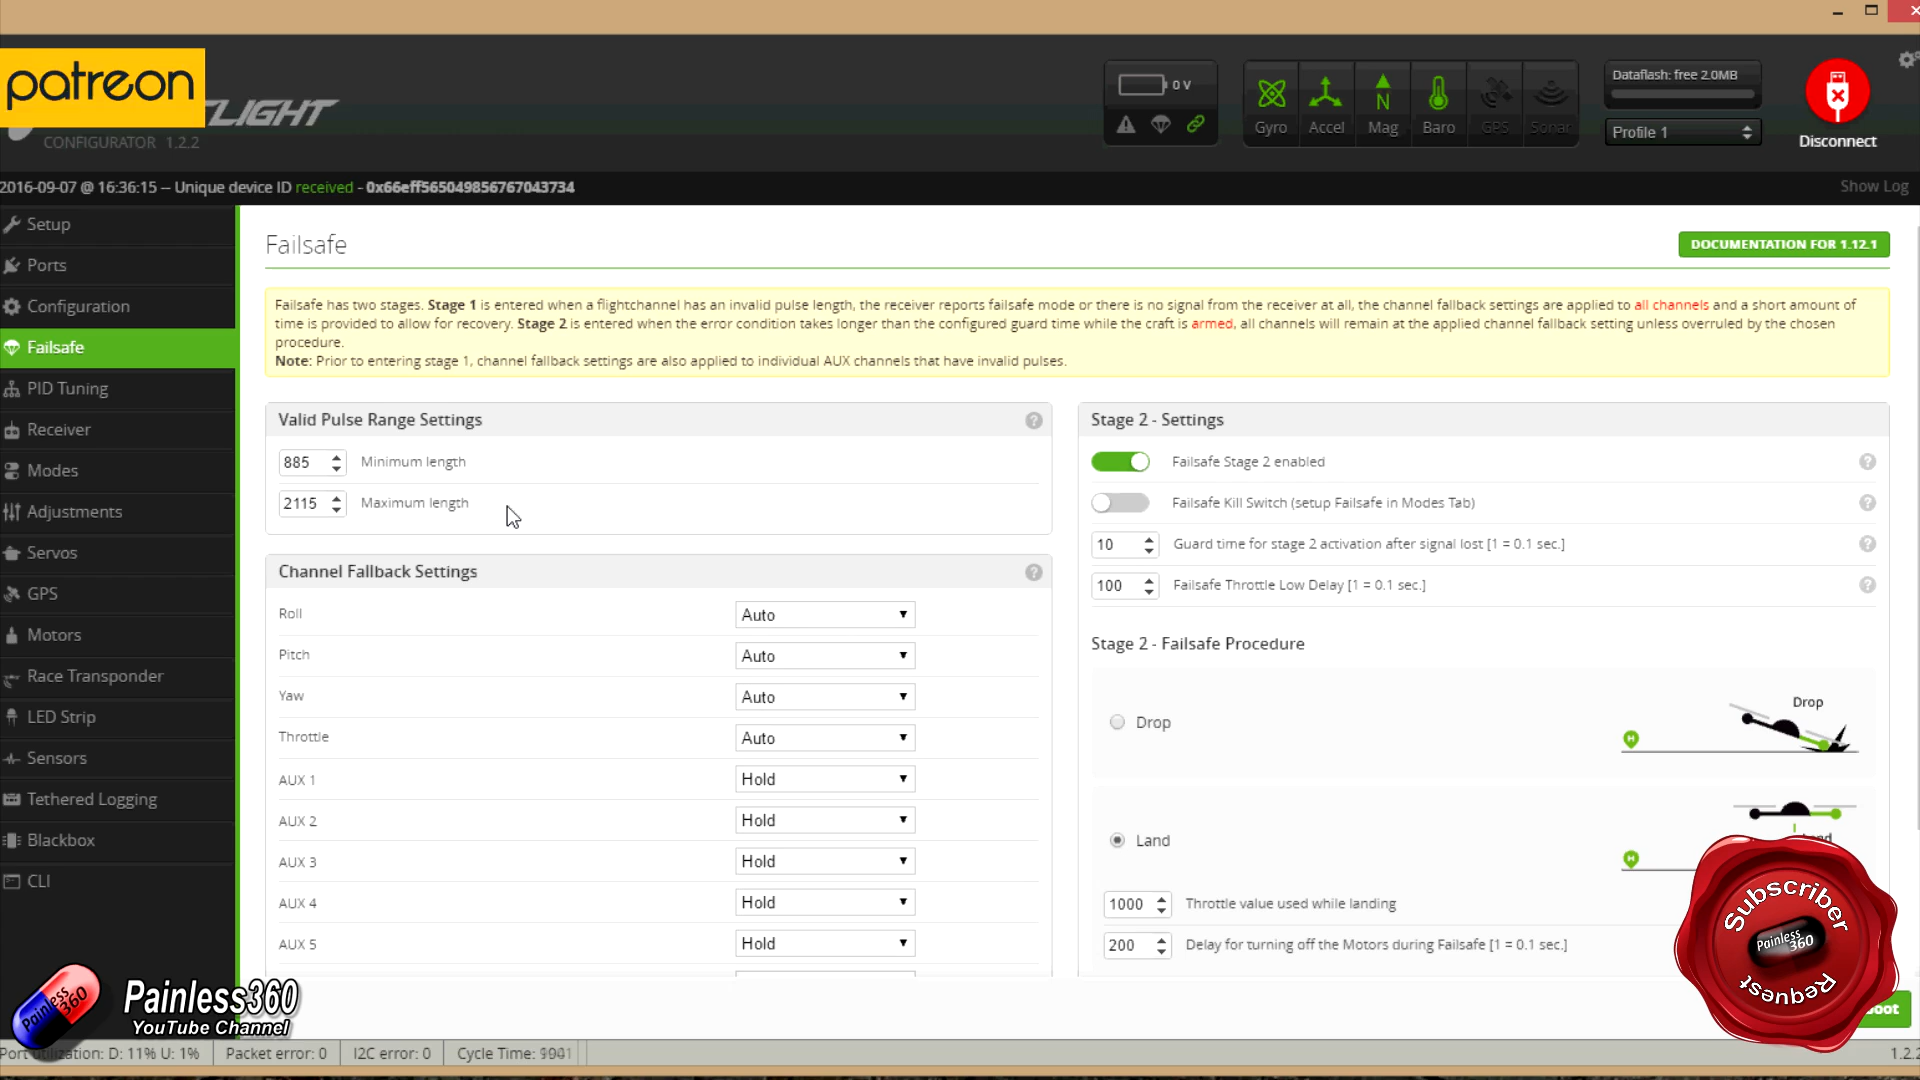 patreon
LIGHT
CONFIGURATOR 1.2.2
0 V
Gyro
Accel
Mag
Baro
GPS
Sonar
Dataflash: free 2.0MB
Profile 1
Disconnect
2016-09-07 @ 16:36:15 -- Unique device ID received - 0x66eff565049856767043734
Show Log
Setup
Ports
Configuration
Failsafe
PID Tuning
Receiver
Modes
Adjustments
Servos
GPS
Motors
Race Transponder
LED Strip
Sensors
Tethered Logging
Blackbox
CLI
Failsafe
DOCUMENTATION FOR 1.12.1
Failsafe has two stages. Stage 1 is entered when a flightchannel has an invalid pulse length, the receiver reports failsafe mode or there is no signal from the receiver at all, the channel fallback settings are applied to all channels and a short amount of
time is provided to allow for recovery. Stage 2 is entered when the error condition takes longer than the configured guard time while the craft is armed, all channels will remain at the applied channel fallback setting unless overruled by the chosen
procedure.
Note: Prior to entering stage 1, channel fallback settings are also applied to individual AUX channels that have invalid pulses.
Valid Pulse Range Settings
885 Minimum length
2115 Maximum length
Channel Fallback Settings
Roll Auto
Pitch Auto
Yaw Auto
Throttle Auto
AUX 1 Hold
AUX 2 Hold
AUX 3 Hold
AUX 4 Hold
AUX 5 Hold
Stage 2 - Settings
Failsafe Stage 2 enabled
Failsafe Kill Switch (setup Failsafe in Modes Tab)
10 Guard time for stage 2 activation after signal lost [1 = 0.1 sec.]
100 Failsafe Throttle Low Delay [1 = 0.1 sec.]
Stage 2 - Failsafe Procedure
Drop
Drop
Land
1000 Throttle value used while landing
200 Delay for turning off the Motors during Failsafe [1 = 0.1 sec.]
Subscriber
Painless360
Request
boot
Painless360
Painless360
YouTube Channel
Port utilization: D: 11% U: 1%
Packet error: 0
I2C error: 0
Cycle Time:
1.2.2